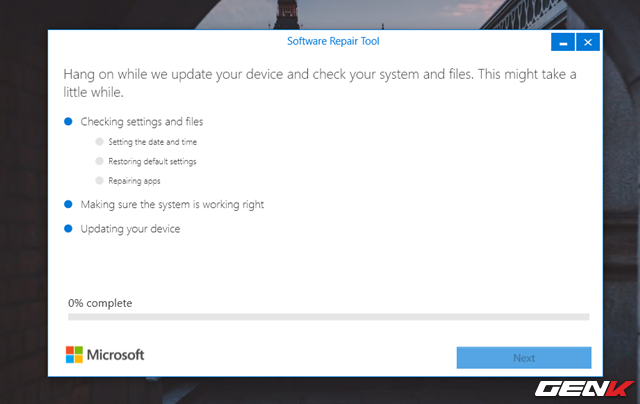 Software Repair Tool
Hang on while we update your device and check your system and files. This might take a
little while.
Checking settings and files
Setting the date and time
Restoring default settings
Repairing apps
Making sure the system is working right
Updating your device
0% complete
Microsoft
Next
GENK